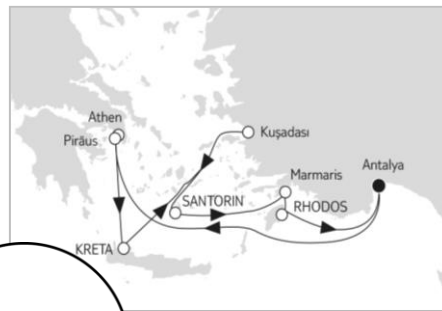 Athen
Piräus
Kuşadası
Marmaris
Antalya
SANTORIN
RHODOS
KRETA